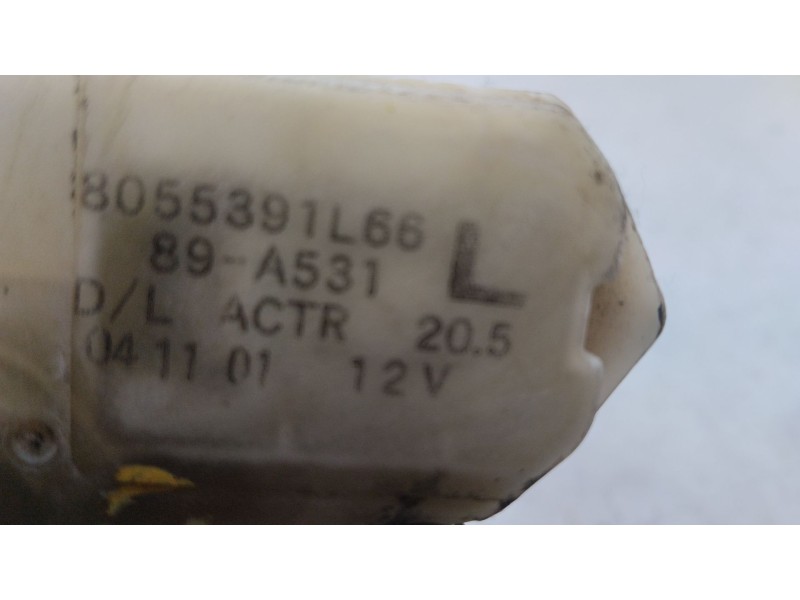 8055391L66
89-A531
L
D/L ACTR 20.5
04 11 01 12V